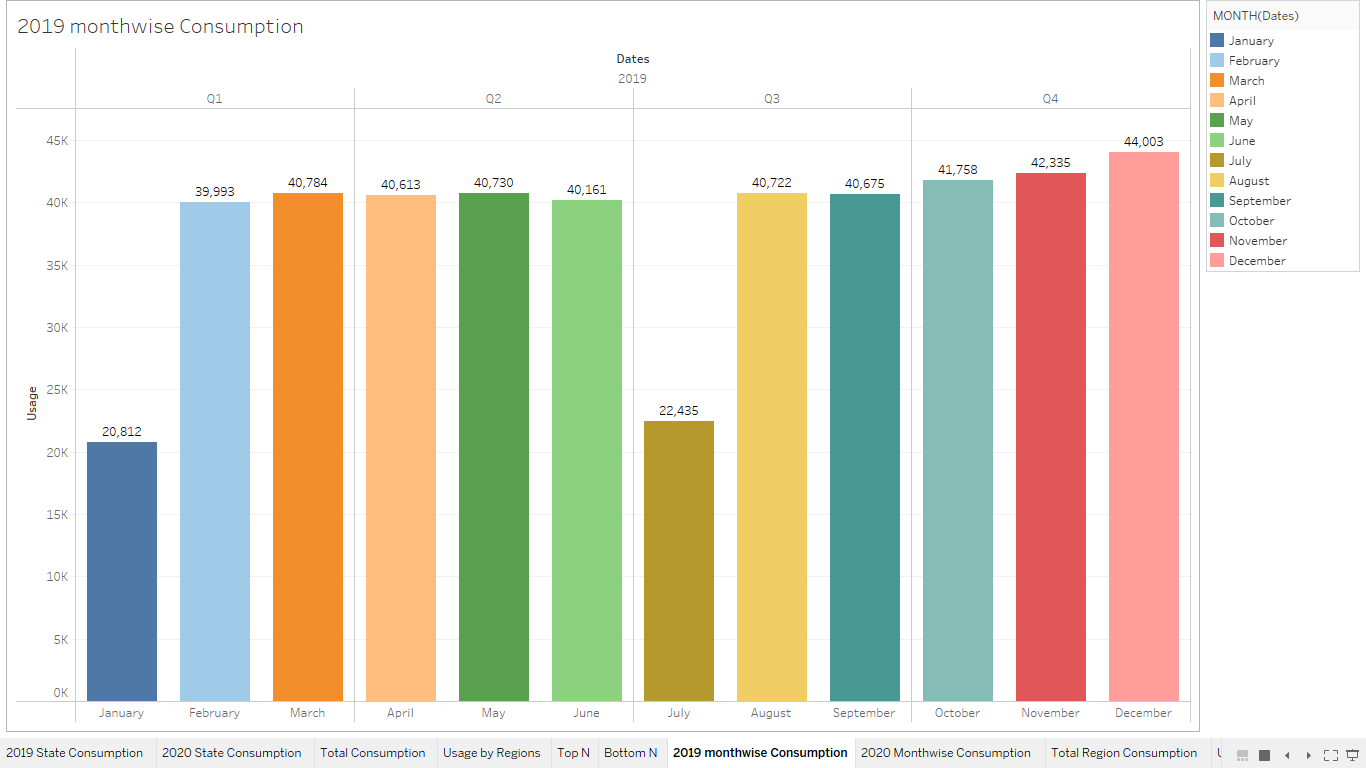 2019 monthwise Consumption
Dates
2019
Q1 Q2 Q3 Q4
Usage
45K
40K
35K
30K
25K
20K
15K
10K
5K
0K
20,812
39,993
40,784
40,613
40,730
40,161
22,435
40,722
40,675
41,758
42,335
44,003
January February March April May June July August September October November December
MONTH(Dates)
January
February
March
April
May
June
July
August
September
October
November
December
2019 State Consumption 2020 State Consumption Total Consumption Usage by Regions Top N Bottom N 2019 monthwise Consumption 2020 Monthwise Consumption Total Region Consumption